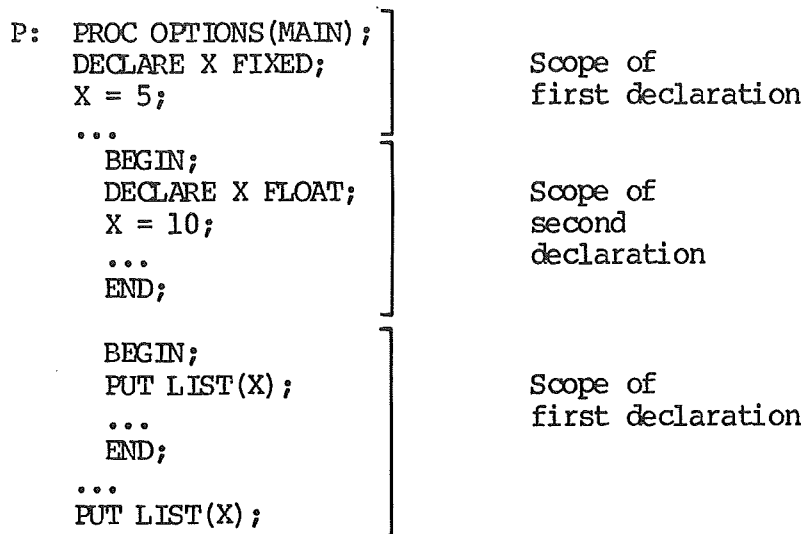 P: PROC OPTIONS(MAIN);
DECLARE X FIXED; Scope of
X = 5; first declaration
...
BEGIN;
DECLARE X FLOAT; Scope of
X = 10; second
... declaration
END;
BEGIN;
PUT LIST(X); Scope of
... first declaration
END;
...
PUT LIST(X);